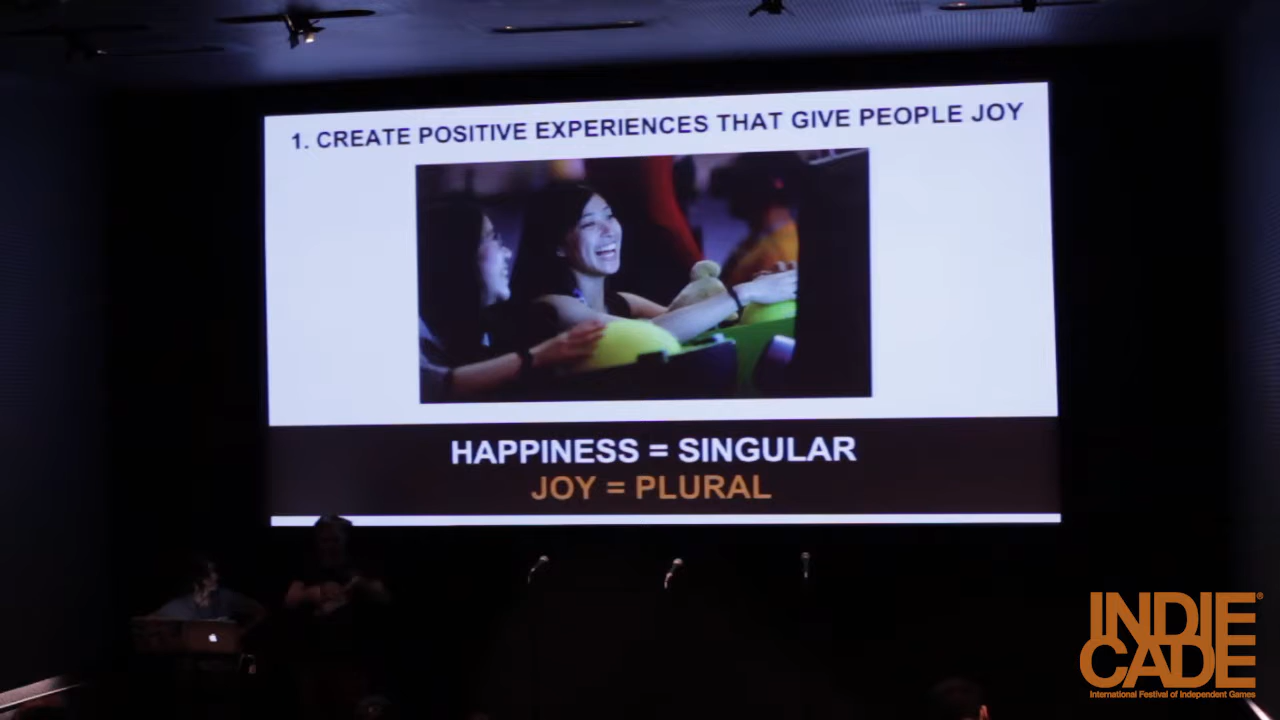 1. CREATE POSITIVE EXPERIENCES THAT GIVE PEOPLE JOY
HAPPINESS = SINGULAR
JOY = PLURAL
INDIE®
CADE
International Festival of Independent Games